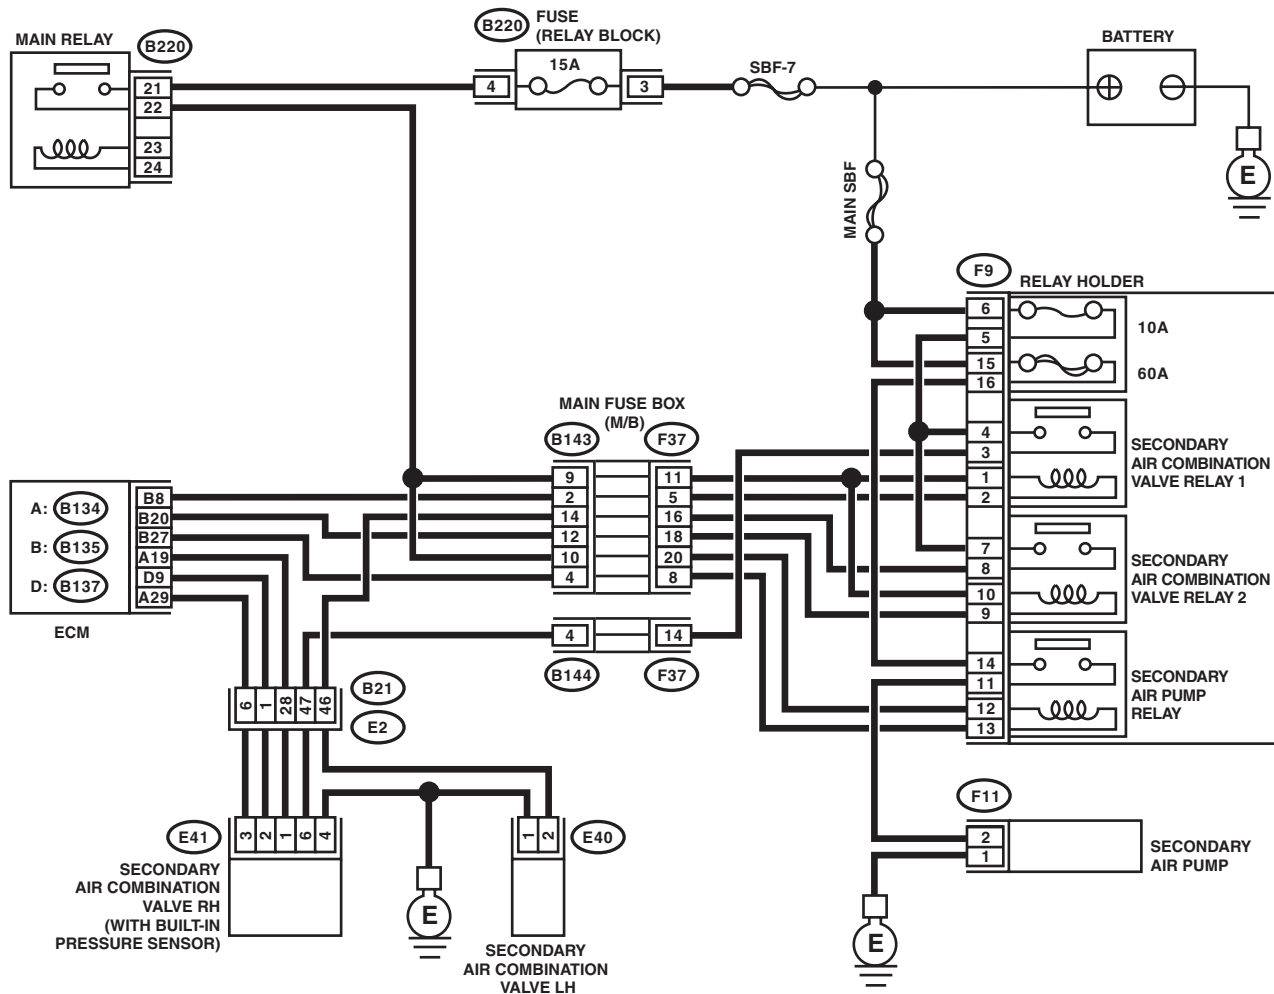 MAIN RELAY
B220
21
22
23
24
B220
FUSE
(RELAY BLOCK)
15A
4
3
SBF-7
BATTERY
E
MAIN SBF
F9
RELAY HOLDER
6
5
15
16
10A
60A
4
3
1
2
SECONDARY
AIR COMBINATION
VALVE RELAY 1
7
8
10
9
SECONDARY
AIR COMBINATION
VALVE RELAY 2
14
11
12
13
SECONDARY
AIR PUMP
RELAY
MAIN FUSE BOX
(M/B)
B143
F37
9
11
2
5
14
16
12
18
10
20
4
8
4
14
B144
F37
A: B134
B: B135
D: B137
B8
B20
B27
A19
D9
A29
ECM
6
1
28
47
46
B21
E2
E41
3
2
1
6
4
SECONDARY
AIR COMBINATION
VALVE RH
(WITH BUILT-IN
PRESSURE SENSOR)
E
1
2
E40
SECONDARY
AIR COMBINATION
VALVE LH
F11
2
1
SECONDARY
AIR PUMP
E